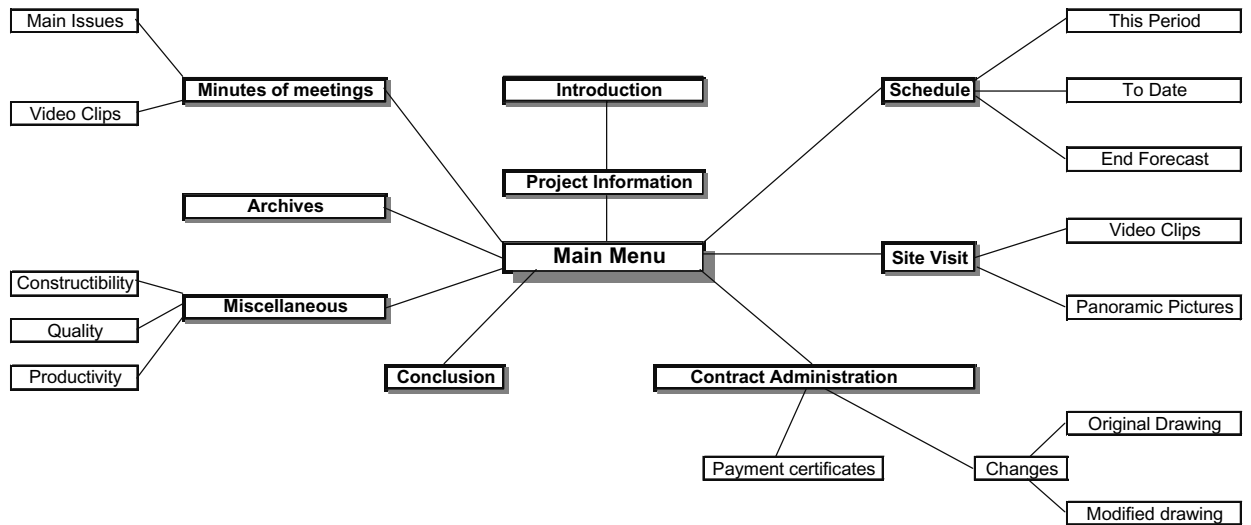 Main Issues
This Period
Minutes of meetings
Introduction
Schedule
To Date
Video Clips
End Forecast
Project Information
Archives
Video Clips
Main Menu
Site Visit
Constructibility
Miscellaneous
Panoramic Pictures
Quality
Productivity
Conclusion
Contract Administration
Original Drawing
Payment certificates
Changes
Modified drawing